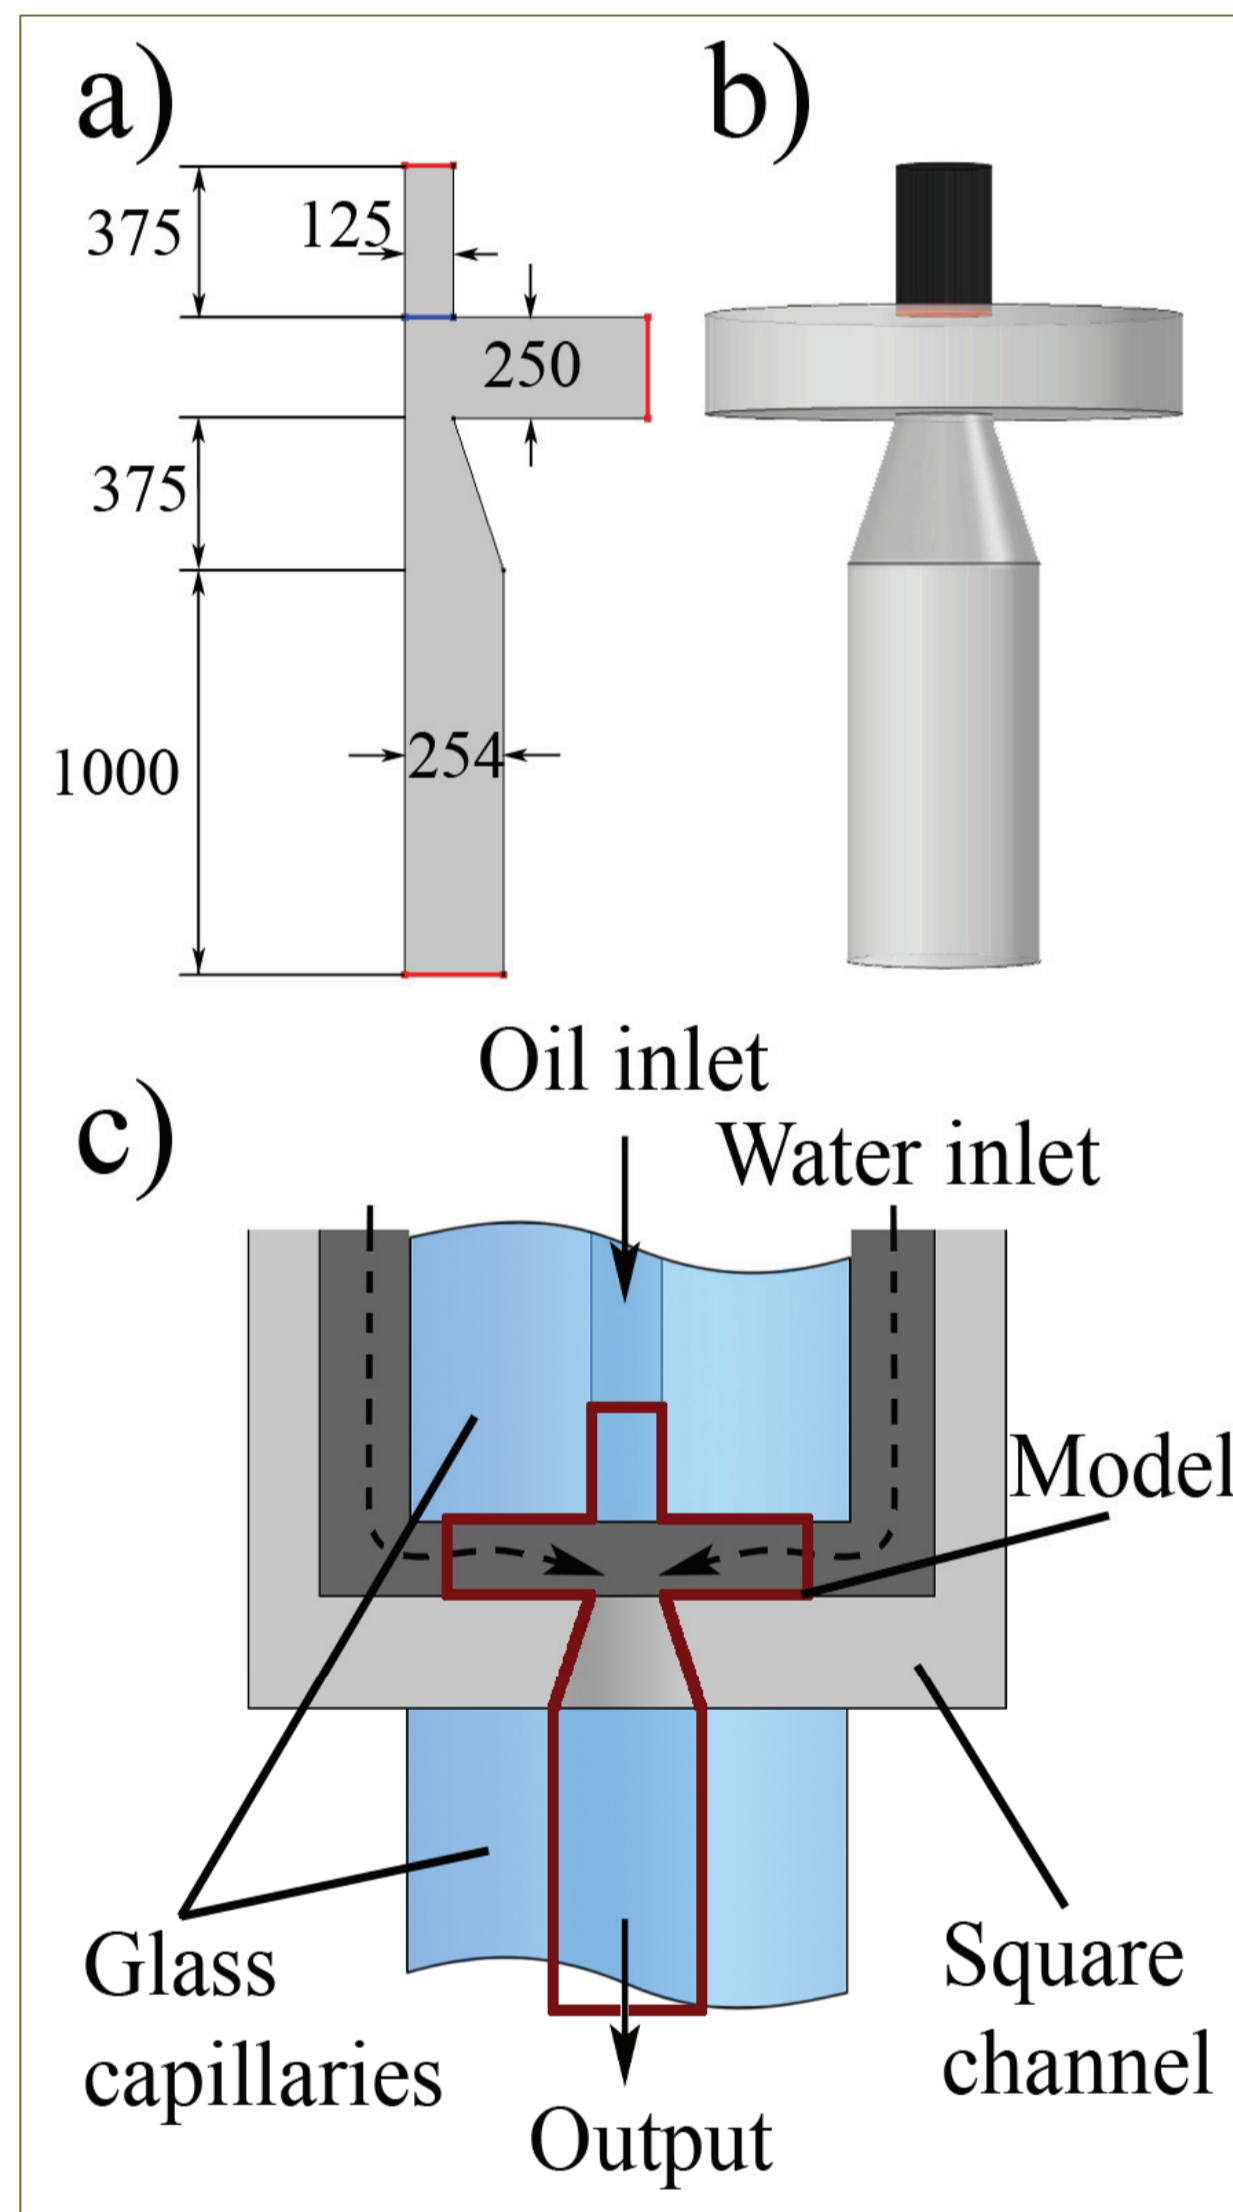 a)
b)
375
125
250
375
1000
254
c)
Oil inlet
Water inlet
Model
Glass
capillaries
Square
channel
Output